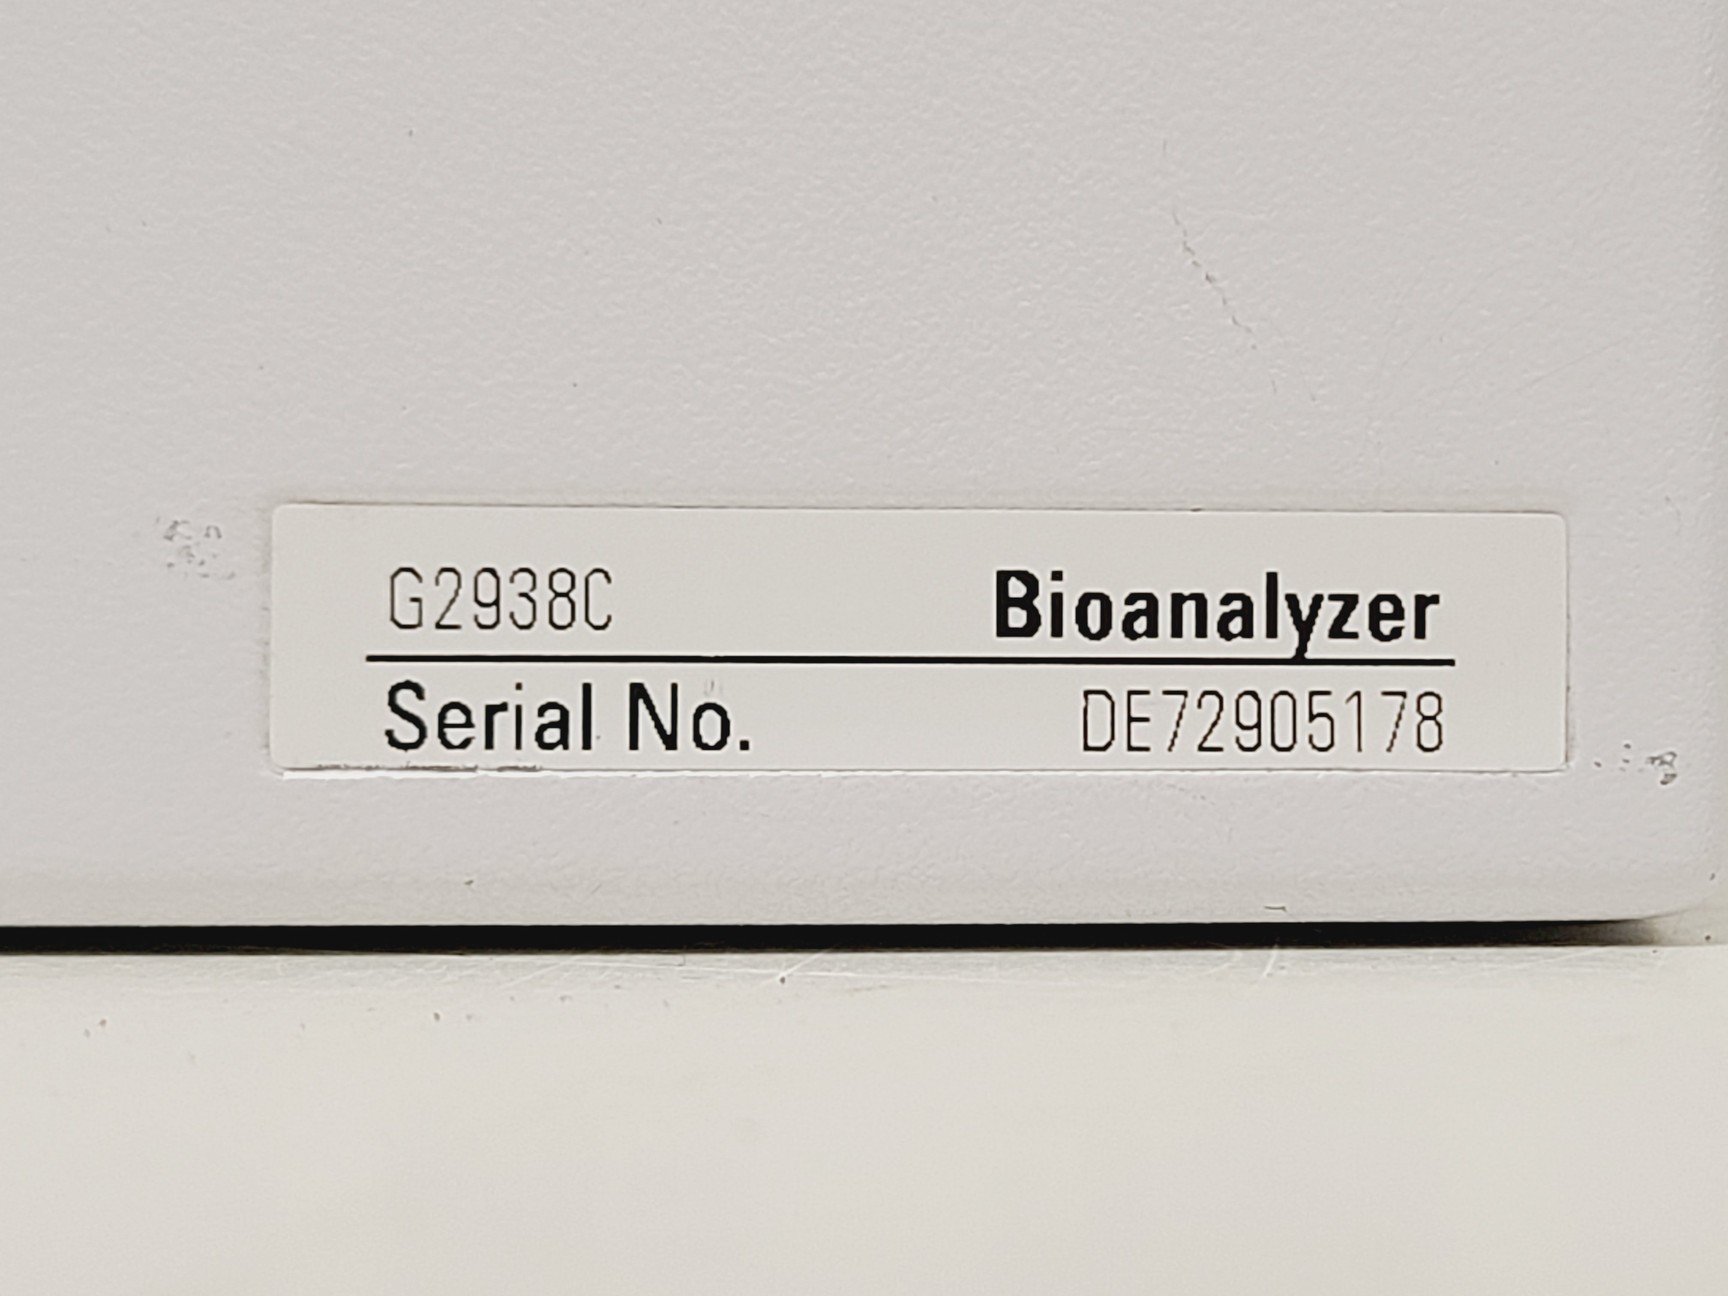 G2938C Bioanalyzer
Serial No. DE72905178